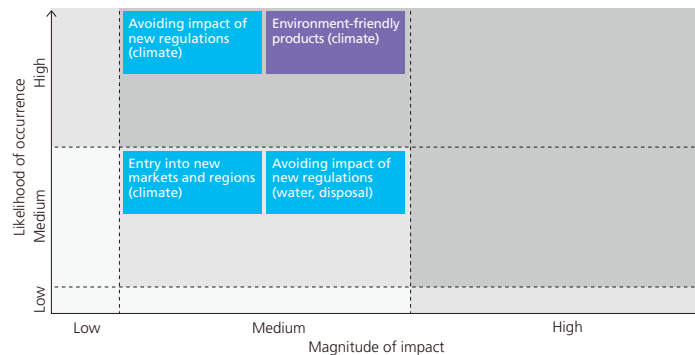 Avoiding impact of
new regulations
(climate)
Environment-friendly
products (climate)
Entry into new
markets and regions
(climate)
Avoiding impact of
new regulations
(water, disposal)
Likelihood of occurrence
High
Medium
Low
Low
Medium
High
Magnitude of impact